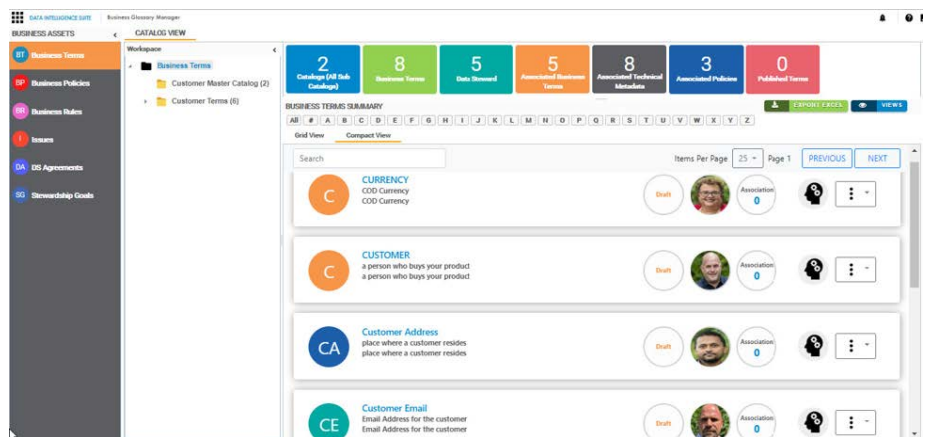 DATA INTELLIGENCE SUITE Business Glossary Manager
BUSINESS ASSETS
CATALOG VIEW
BT Business Terms
BP Business Policies
BR Business Rules
I Issues
DA DS Agreements
SG Stewardship Goals
Workspace
Business Terms
Customer Master Catalog (2)
Customer Terms (6)
2
Catalogs (All Sub
Catalogs)
8
Business Terms
5
Data Steward
5
Associated Business
Terms
8
Associated Technical
Metadata
3
Associated Policies
0
Published Terms
BUSINESS TERMS SUMMARY
EXPORT EXCEL
VIEWS
All # A B C D E F G H I J K L M N O P Q R S T U V W X Y Z
Grid View Compact View
Search
Items Per Page 25 Page 1 PREVIOUS NEXT
C
CURRENCY
COD Currency
COD Currency
Draft
Association
0
C
CUSTOMER
a person who buys your product
a person who buys your product
Draft
Association
0
CA
Customer Address
place where a customer resides
place where a customer resides
Draft
Association
0
CE
Customer Email
Email Address for the customer
Email Address for the customer
Draft
Association
0